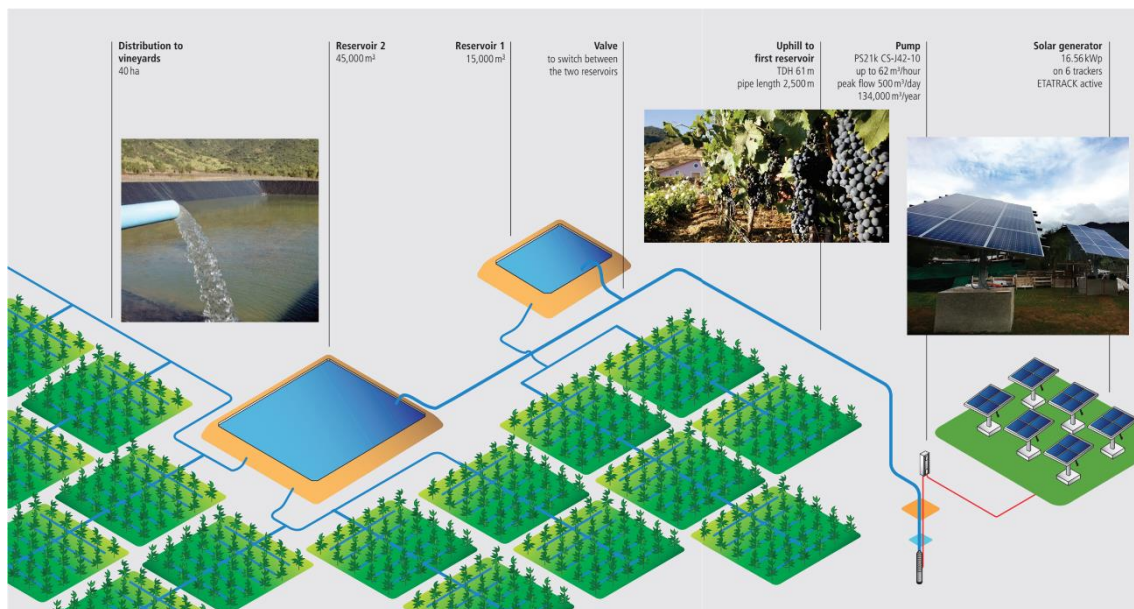 Distribution to
vineyards
40 ha
Reservoir 2
45,000 m³
Reservoir 1
15,000 m³
Valve
to switch between
the two reservoirs
Uphill to
first reservoir
TDH 61 m
pipe length 2,500 m
Pump
PS21k CS-J42-10
up to 62 m³/hour
peak flow 500 m³/day
134,000 m³/year
Solar generator
16.56 kWp
on 6 trackers
ETATRACK active